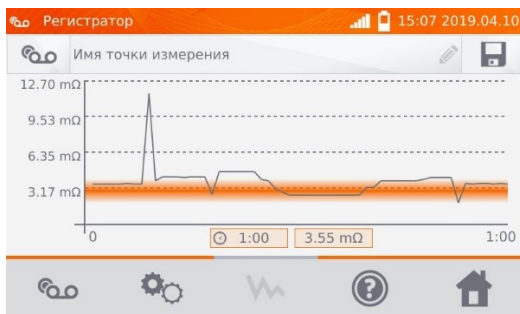 Регистратор 15:07 2019.04.10
Имя точки измерения
12.70 mΩ
9.53 mΩ
6.35 mΩ
3.17 mΩ
0 1:00 3.55 mΩ 1:00
?